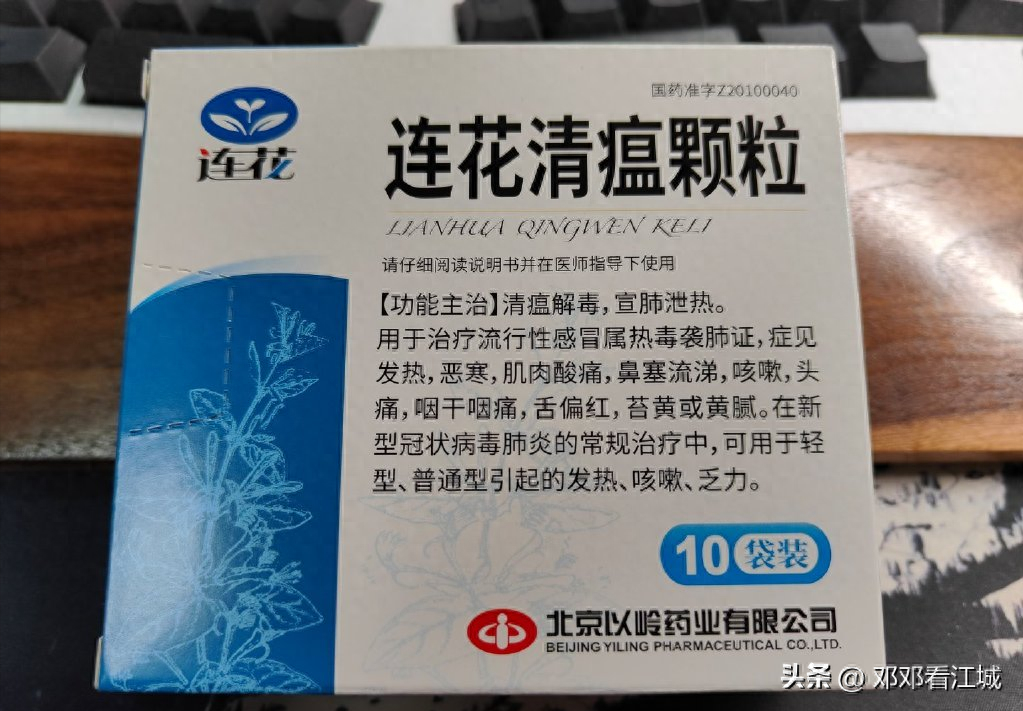 国药准字Z20100040
连花
连花清瘟颗粒
LIANHUA QINGWEN KELI
请仔细阅读说明书并在医师指导下使用
【功能主治】清瘟解毒，宣肺泄热。
用于治疗流行性感冒属热毒袭肺证，症见
发热，恶寒，肌肉酸痛，鼻塞流涕，咳嗽，头
痛，咽干咽痛，舌偏红，苔黄或黄腻。在新
型冠状病毒肺炎的常规治疗中，可用于轻
型、普通型引起的发热、咳嗽、乏力。
10袋装
北京以岭药业有限公司
BEIJING YILING PHARMACEUTICAL CO.,LTD.
头条 @ 邓邓看江城